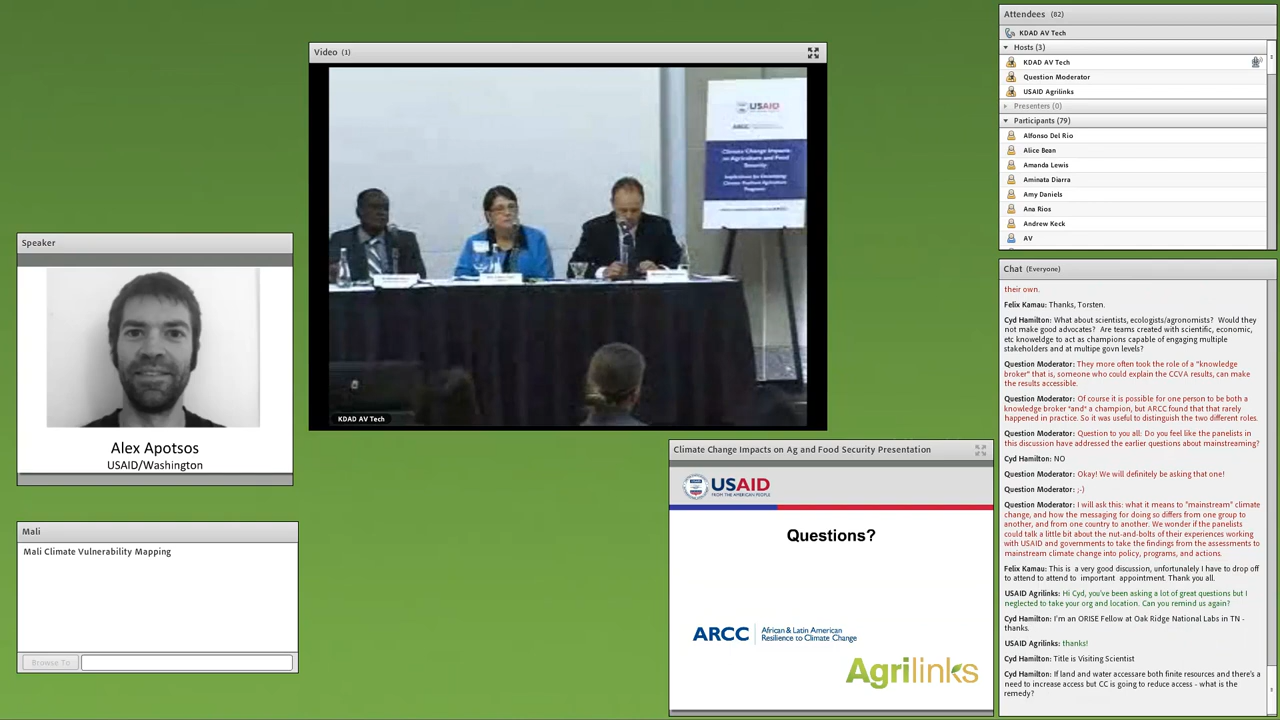 Speaker
Alex Apotsos
USAID/Washington
Mali
Mali Climate Vulnerability Mapping
Browse To
Video (1)
USAID
ARCC
Climate Change Impacts
on Agriculture and Food
Security
KDAD AV Tech
Climate Change Impacts on Ag and Food Security Presentation
USAID
FROM THE AMERICAN PEOPLE
Questions?
ARCC African & Latin American
Resilience to Climate Change
Agrilinks
Attendees (82)
KDAD AV Tech
Hosts (3)
KDAD AV Tech
Question Moderator
USAID Agrilinks
Presenters (0)
Participants (79)
Alfonso Del Rio
Alice Bean
Amanda Lewis
Aminata Diarra
Amy Daniels
Ana Rios
Andrew Keck
AV
Chat (Everyone)
their own.
Felix Kamau: Thanks, Torsten.
Cyd Hamilton: What about scientists, ecologists/agronomists? Would they
not make good advocates? Are teams created with scientific, economic,
etc knoweldge to act as champions capable of engaging multiple
stakeholders and at multipe govn levels?
Question Moderator: They more often took the role of a "knowledge
broker" that is, someone who could explain the CCVA results, can make
the results accessible.
Question Moderator: Of course it is possible for one person to be both a
knowledge broker *and* a champion, but ARCC found that that rarely
happened in practice. So it was useful to distinguish the two different roles.
Question Moderator: Question to you all: Do you feel like the panelists in
this discussion have addressed the earlier questions about mainstreaming?
Cyd Hamilton: NO
Question Moderator: Okay! We will definitely be asking that one!
Question Moderator: ;-)
Question Moderator: I will ask this: what it means to "mainstream" climate
change, and how the messaging for doing so differs from one group to
another, and from one country to another. We wonder if the panelists
could talk a little bit about the nut-and-bolts of their experiences working
with USAID and governments to take the findings from the assessments to
mainstream climate change into policy, programs, and actions.
Felix Kamau: This is a very good discussion, unfortunalely I have to drop off
to attend to attend to important appointment. Thank you all.
USAID Agrilinks: Hi Cyd, you've been asking a lot of great questions but I
neglected to take your org and location. Can you remind us again?
Cyd Hamilton: I'm an ORISE Fellow at Oak Ridge National Labs in TN -
thanks.
USAID Agrilinks: thanks!
Cyd Hamilton: Title is Visiting Scientist
Cyd Hamilton: If land and water accessare both finite resources and there's a
need to increase access but CC is going to reduce access - what is the
remedy?